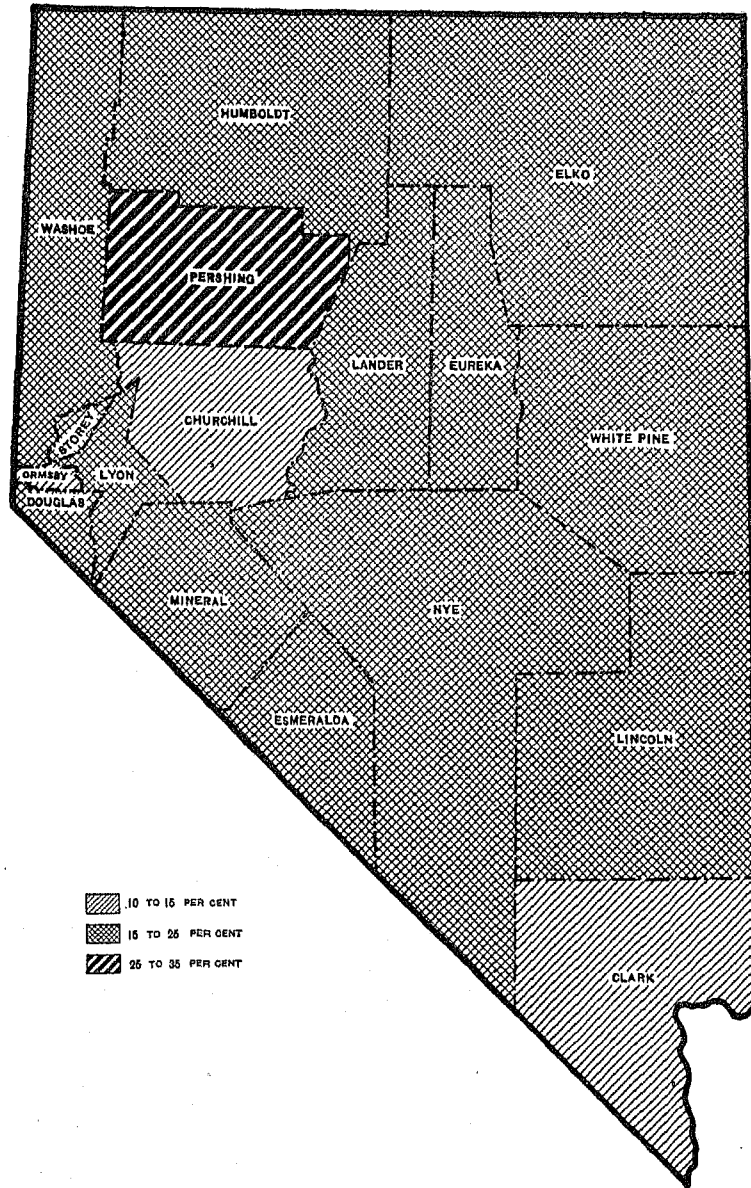 HUMBOLDT
ELKO
WASHOE
PERSHING
LANDER
EUREKA
CHURCHILL
STOREY
WHITE PINE
ORMSBY
LYON
DOUGLAS
MINERAL
NYE
ESMERALDA
LINCOLN
10 TO 15 PER CENT
15 TO 25 PER CENT
25 TO 35 PER CENT
CLARK